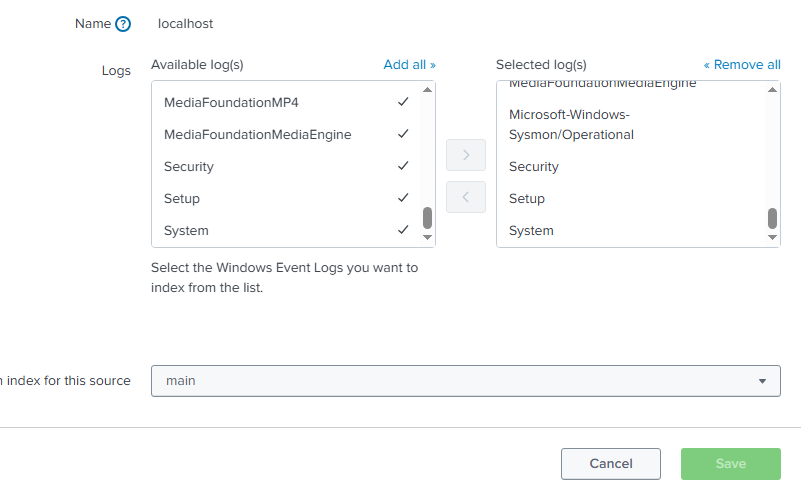 Name ? localhost
Logs
Available log(s) Add all »
MediaFoundationMP4
MediaFoundationMediaEngine
Security
Setup
System
Selected log(s) « Remove all
MediaFoundationMediaEngine
Microsoft-Windows-
Sysmon/Operational
Security
Setup
System
Select the Windows Event Logs you want to
index from the list.
index for this source main
Cancel Save